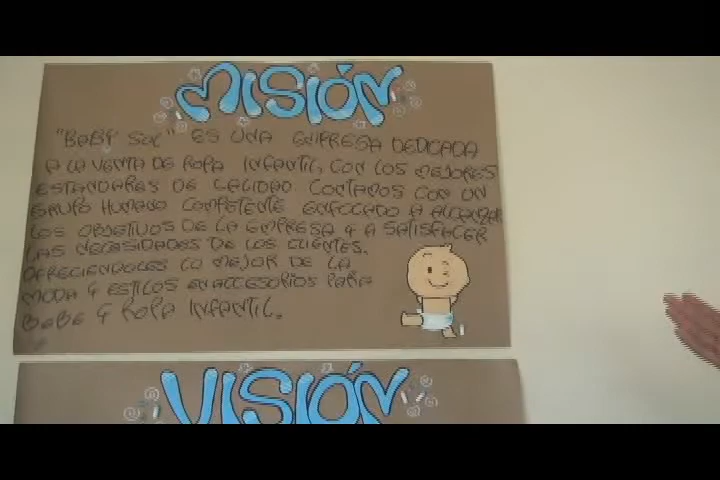 MISIÓN
"BABY SOL" ES UNA EMPRESA DEDICADA
A LA VENTA DE ROPA INFANTIL, CON LOS MEJORES
ESTANDARES DE CALIDAD CONTAMOS CON UN
GRUPO HUMANO COMPETENTE ENFOCADO A ALCANZAR
LOS OBJETIVOS DE LA EMPRESA Y A SATISFACER
LAS NECESIDADES DE LOS CLIENTES,
OFRECIENDOLES LO MEJOR DE LA
MODA Y ESTILOS EN ACCESORIOS PARA
BEBE Y ROPA INFANTIL.
VISIÓN